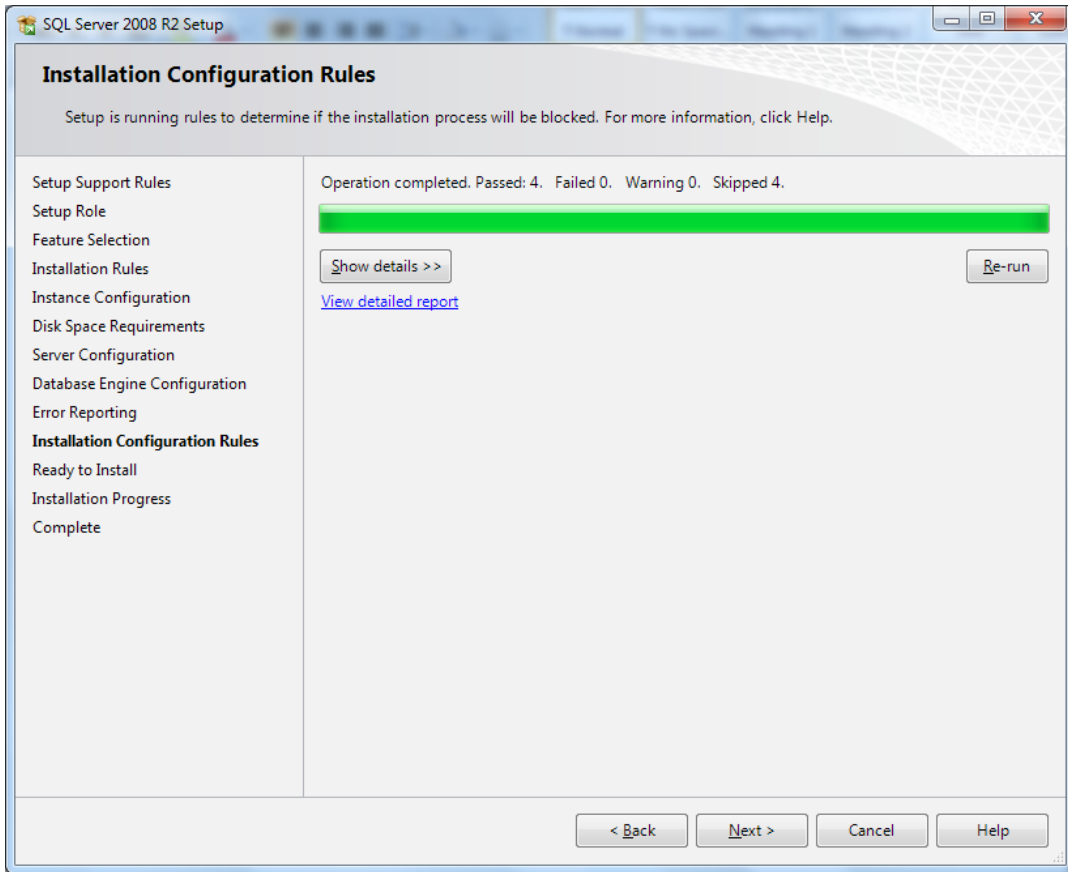 SQL Server 2008 R2 Setup
Installation Configuration Rules
Setup is running rules to determine if the installation process will be blocked. For more information, click Help.
Setup Support Rules
Setup Role
Feature Selection
Installation Rules
Instance Configuration
Disk Space Requirements
Server Configuration
Database Engine Configuration
Error Reporting
Installation Configuration Rules
Ready to Install
Installation Progress
Complete
Operation completed. Passed: 4.   Failed 0.   Warning 0.   Skipped 4.
Show details >>
Re-run
View detailed report
< Back
Next >
Cancel
Help